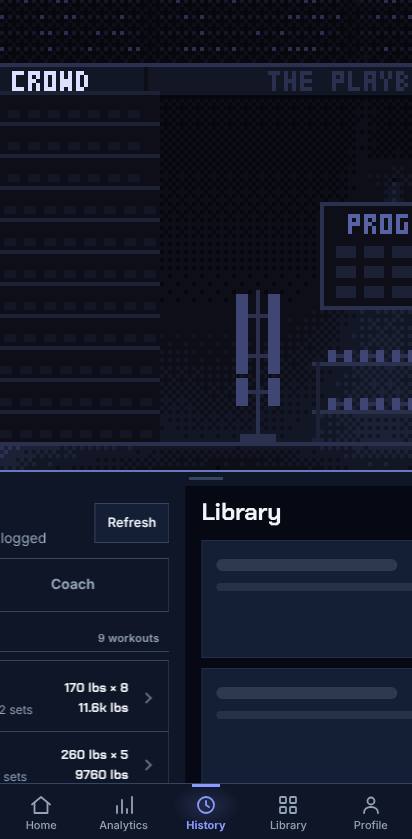 CROWD
THE PLAYB
PROG
Library
Refresh
logged
Coach
9 workouts
170 lbs × 8
2 sets
11.6k lbs
260 lbs × 5
sets
9760 lbs
Home
Analytics
History
Library
Profile